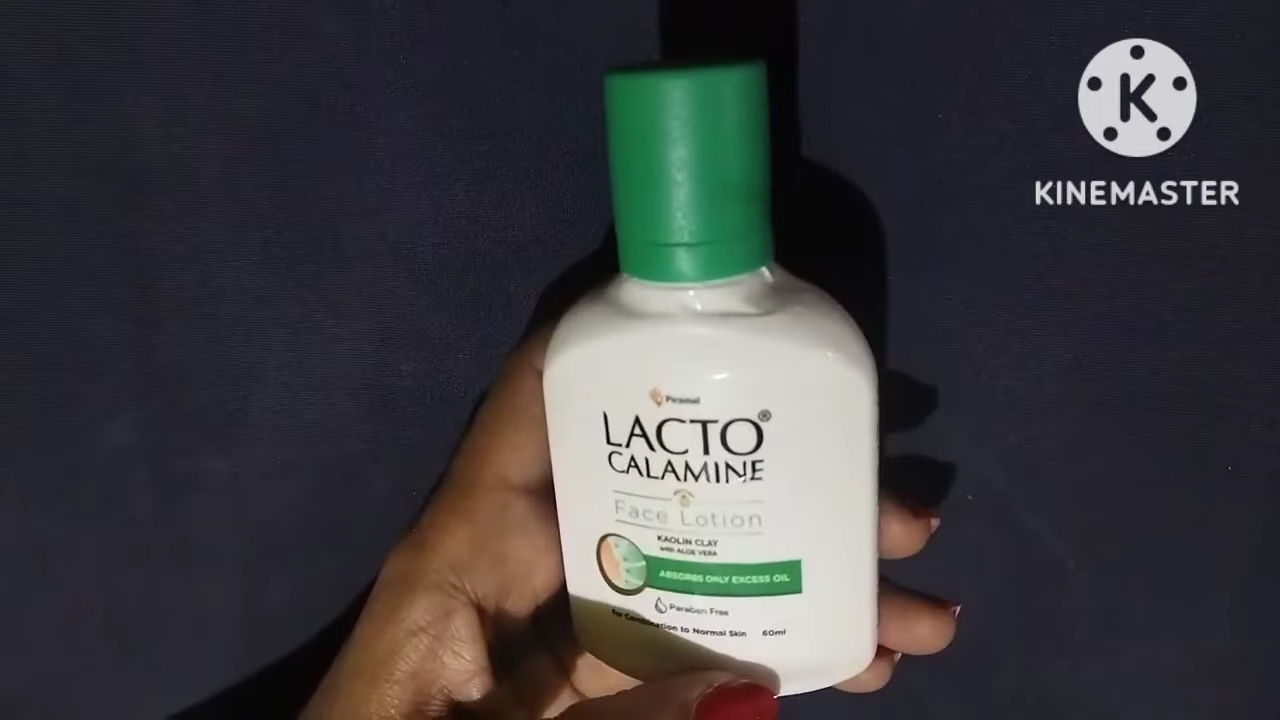 K
KINEMASTER
Piramal
LACTO®
CALAMINE
Face Lotion
KAOLIN CLAY
with ALOE VERA
ABSORBS ONLY EXCESS OIL
Paraben Free
For Combination to Normal Skin 60ml